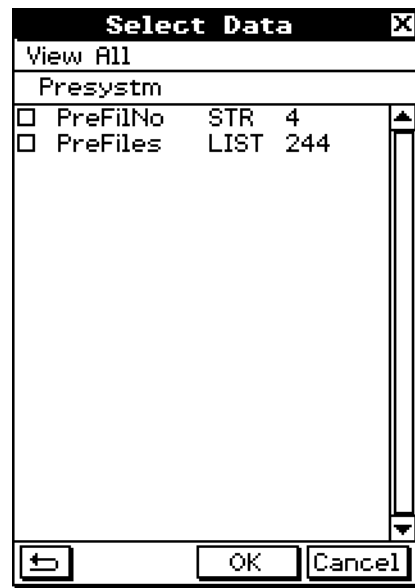 Select Data
View All
Presystm
PreFilNo STR 4
PreFiles LIST 244
OK Cancel